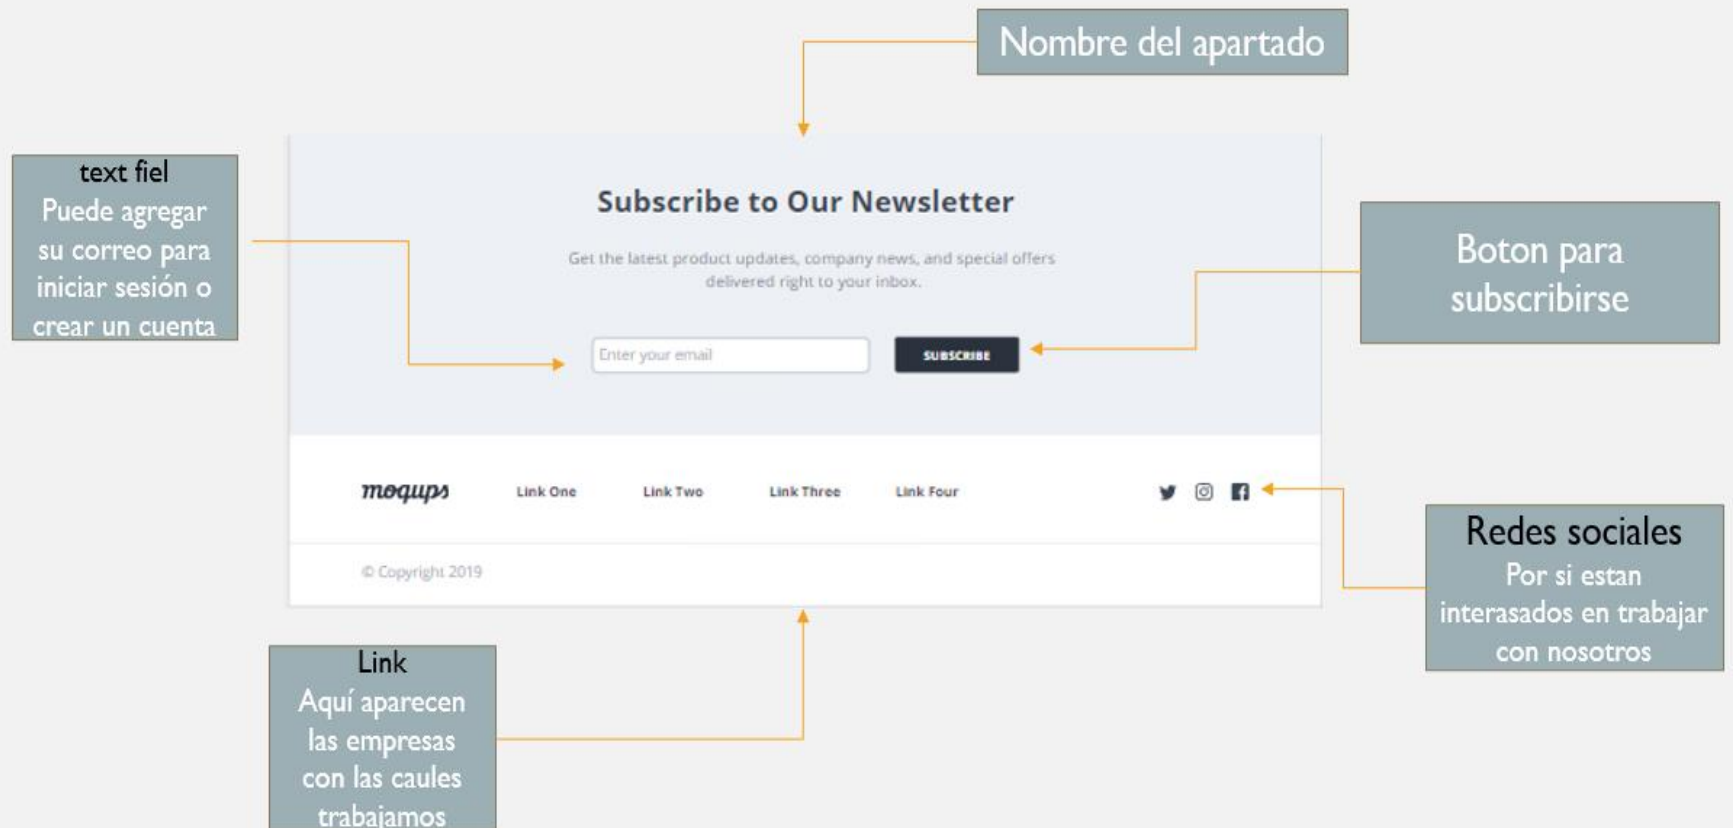 Nombre del apartado
text fiel
Puede agregar
su correo para
iniciar sesión o
crear un cuenta
Subscribe to Our Newsletter
Get the latest product updates, company news, and special offers
delivered right to your inbox.
Enter your email
SUBSCRIBE
Boton para
subscribirse
moqups
Link One
Link Two
Link Three
Link Four
© Copyright 2019
Redes sociales
Por si estan
interasados en trabajar
con nosotros
Link
Aquí aparecen
las empresas
con las caules
trabajamos